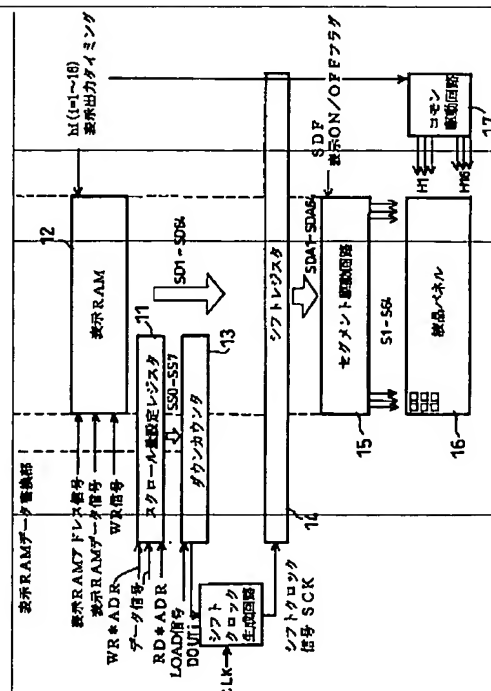 hi(i=1~16)
表示出力タイミング
12
表示RAM
表示RAMデータ書換部
表示RAMアドレス信号
表示RAMデータ信号
WR信号
SD1-SD64
11
スクロール量設定レジスタ
WR*ADR
データ信号
RD*ADR
SS0-SS7
13
ダウンカウンタ
LOAD信号
DOUTi
シフト
クロック
生成回路
CLK
シフトレジスタ
14
シフトクロック
信号 SCK
SDA1-SDA64
SDF
表示ON/OFFフラグ
セグメント駆動回路
15
コモン
駆動回路
17
H1
H16
S1-S64
液晶パネル
16